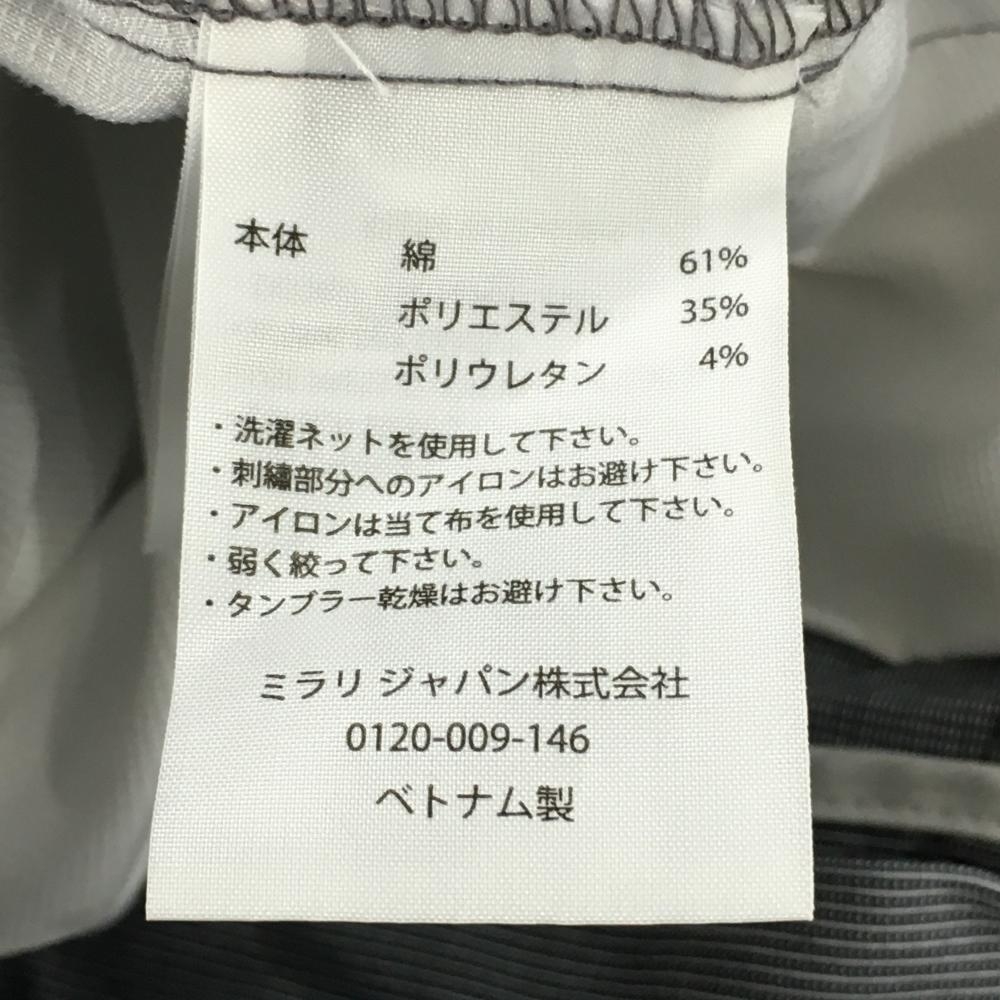 本体 綿 61%
ポリエステル 35%
ポリウレタン 4%
・洗濯ネットを使用して下さい。
・刺繍部分へのアイロンはお避け下さい。
・アイロンは当て布を使用して下さい。
・弱く絞って下さい。
・タンブラー乾燥はお避け下さい。
ミラリ ジャパン株式会社
0120-009-146
ベトナム製